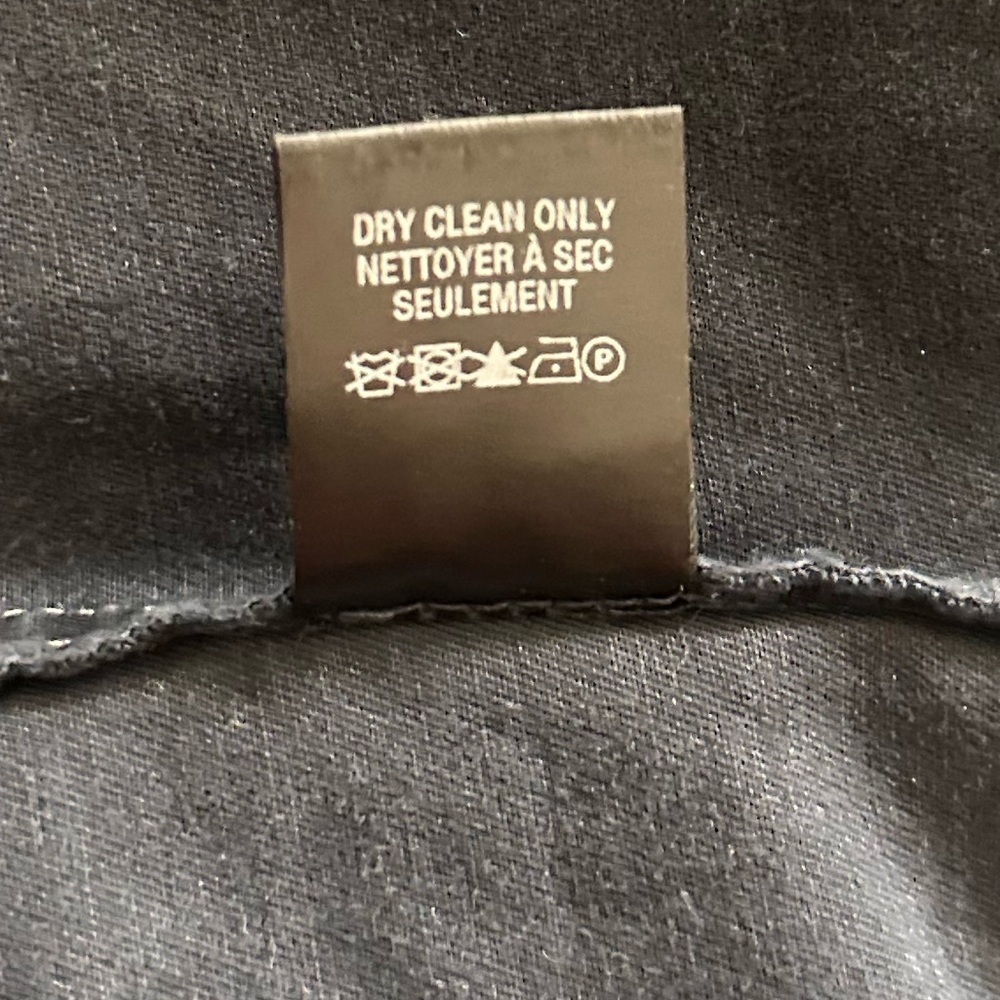 DRY CLEAN ONLY
NETTOYER À SEC
SEULEMENT
P